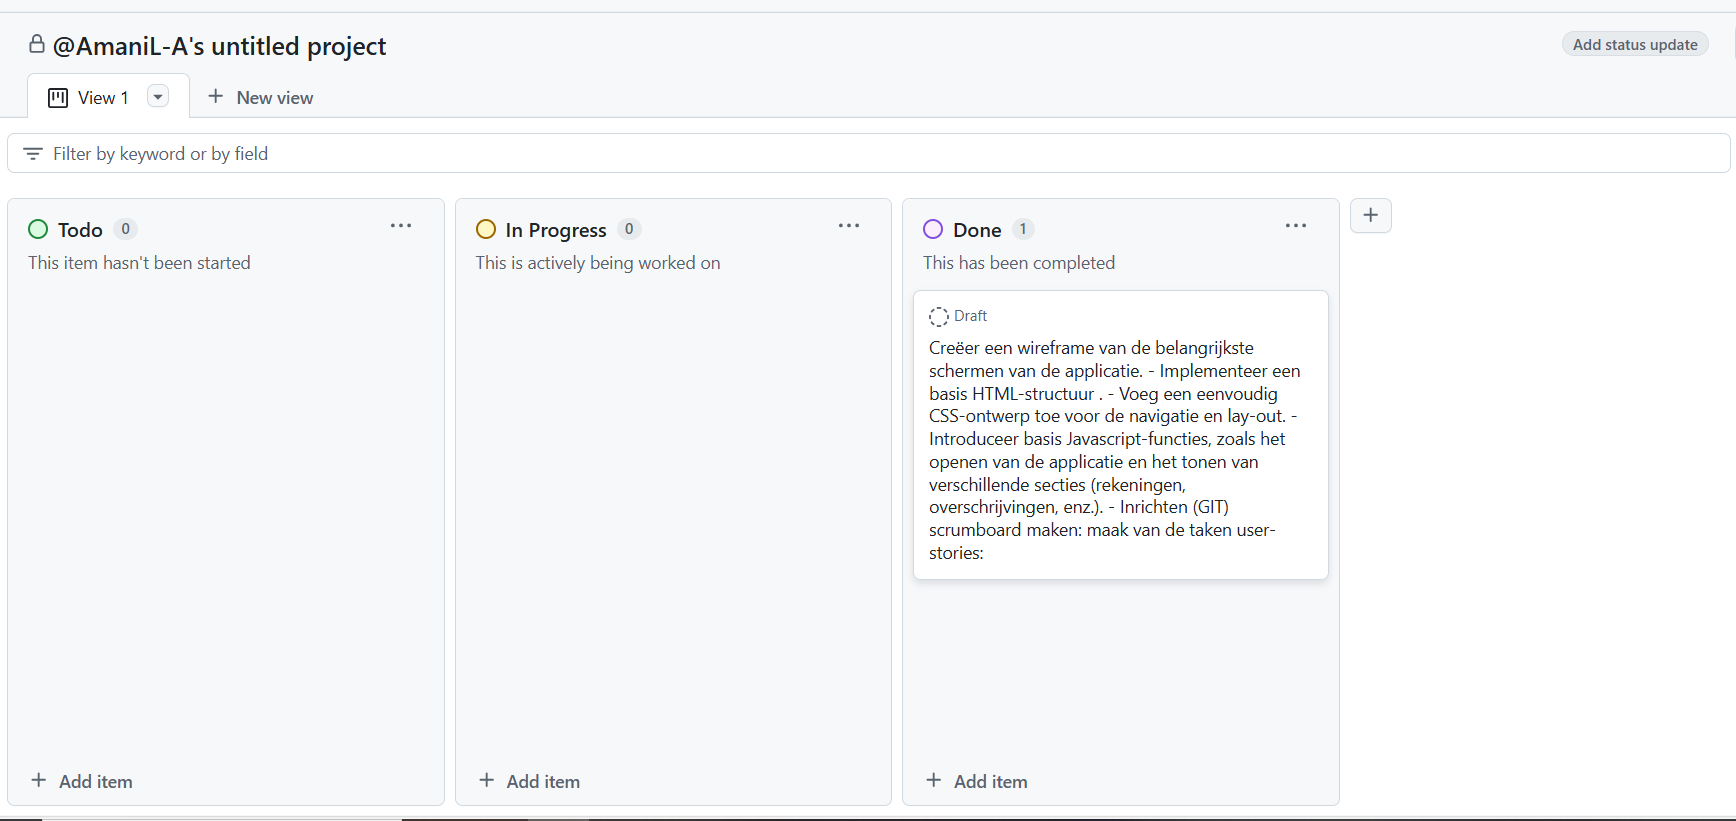 @AmaniL-A's untitled project
Add status update
View 1
New view
Filter by keyword or by field
Todo 0
This item hasn't been started
Add item
In Progress 0
This is actively being worked on
Add item
Done 1
This has been completed
Draft
Creëer een wireframe van de belangrijkste
schermen van de applicatie. - Implementeer een
basis HTML-structuur . - Voeg een eenvoudig
CSS-ontwerp toe voor de navigatie en lay-out. -
Introduceer basis Javascript-functies, zoals het
openen van de applicatie en het tonen van
verschillende secties (rekeningen,
overschrijvingen, enz.). - Inrichten (GIT)
scrumboard maken: maak van de taken user-
stories:
Add item